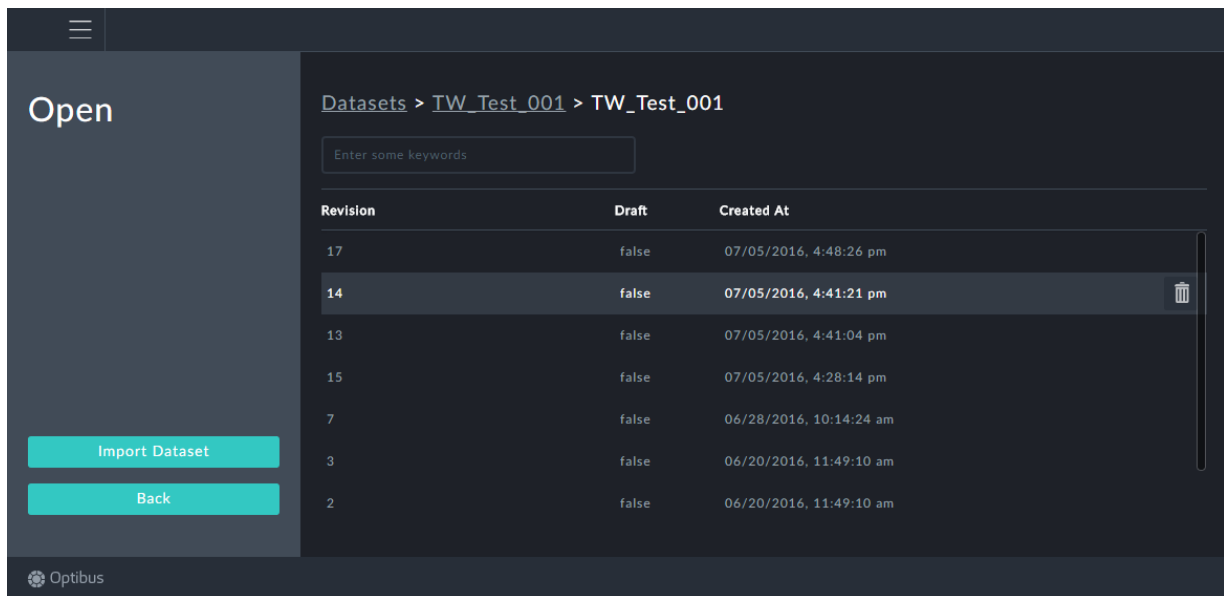 Open
Datasets > TW_Test_001 > TW_Test_001
Enter some keywords
Revision Draft Created At
17 false 07/05/2016, 4:48:26 pm
14 false 07/05/2016, 4:41:21 pm
13 false 07/05/2016, 4:41:04 pm
15 false 07/05/2016, 4:28:14 pm
7 false 06/28/2016, 10:14:24 am
3 false 06/20/2016, 11:49:10 am
2 false 06/20/2016, 11:49:10 am
Import Dataset
Back
Optibus